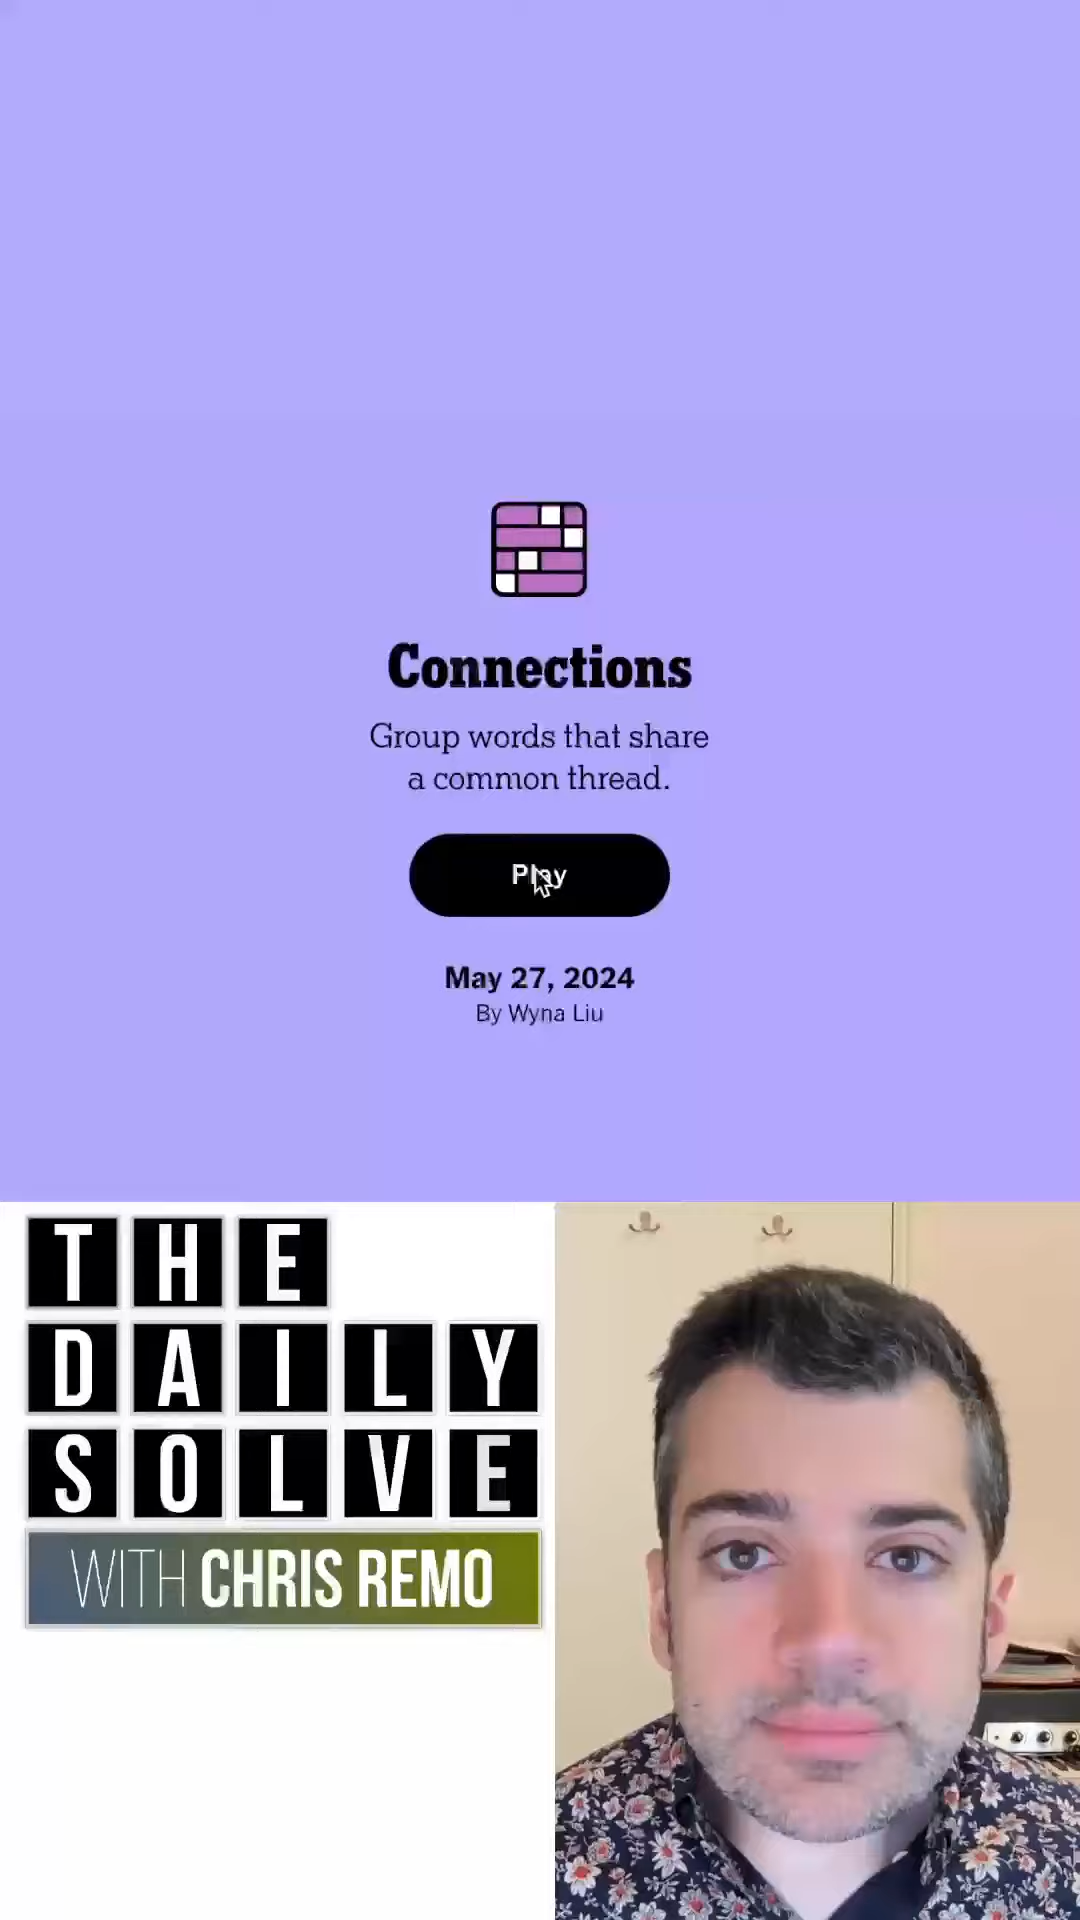 Connections
Group words that share
a common thread.
Play
May 27, 2024
By Wyna Liu
THE
DAILY
SOLVE
WITH CHRIS REMO